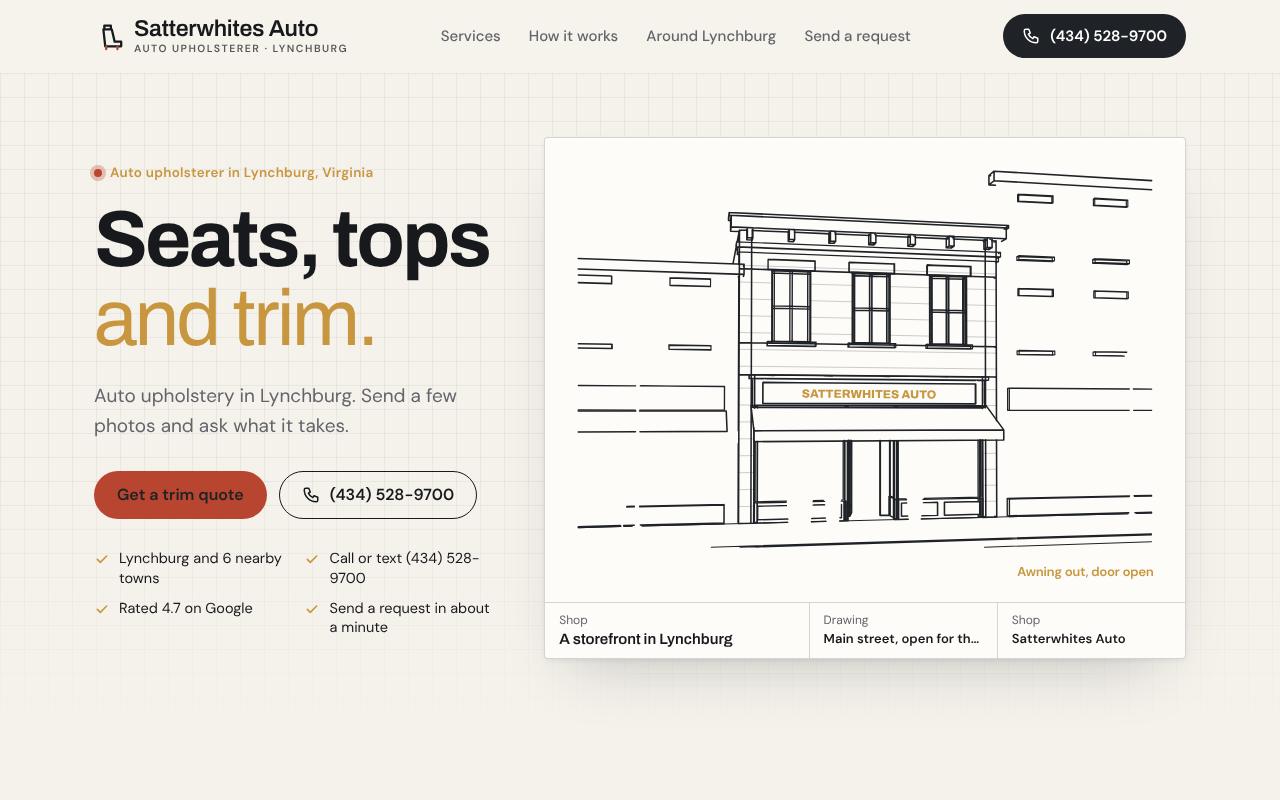 Satterwhites Auto
AUTO UPHOLSTERER · LYNCHBURG
Services
How it works
Around Lynchburg
Send a request
(434) 528-9700
Auto upholsterer in Lynchburg, Virginia
Seats, tops
and trim.
Auto upholstery in Lynchburg. Send a few
photos and ask what it takes.
Get a trim quote
(434) 528-9700
Lynchburg and 6 nearby
towns
Call or text (434) 528-
9700
Rated 4.7 on Google
Send a request in about
a minute
SATTERWHITES AUTO
Awning out, door open
Shop
A storefront in Lynchburg
Drawing
Main street, open for th...
Shop
Satterwhites Auto